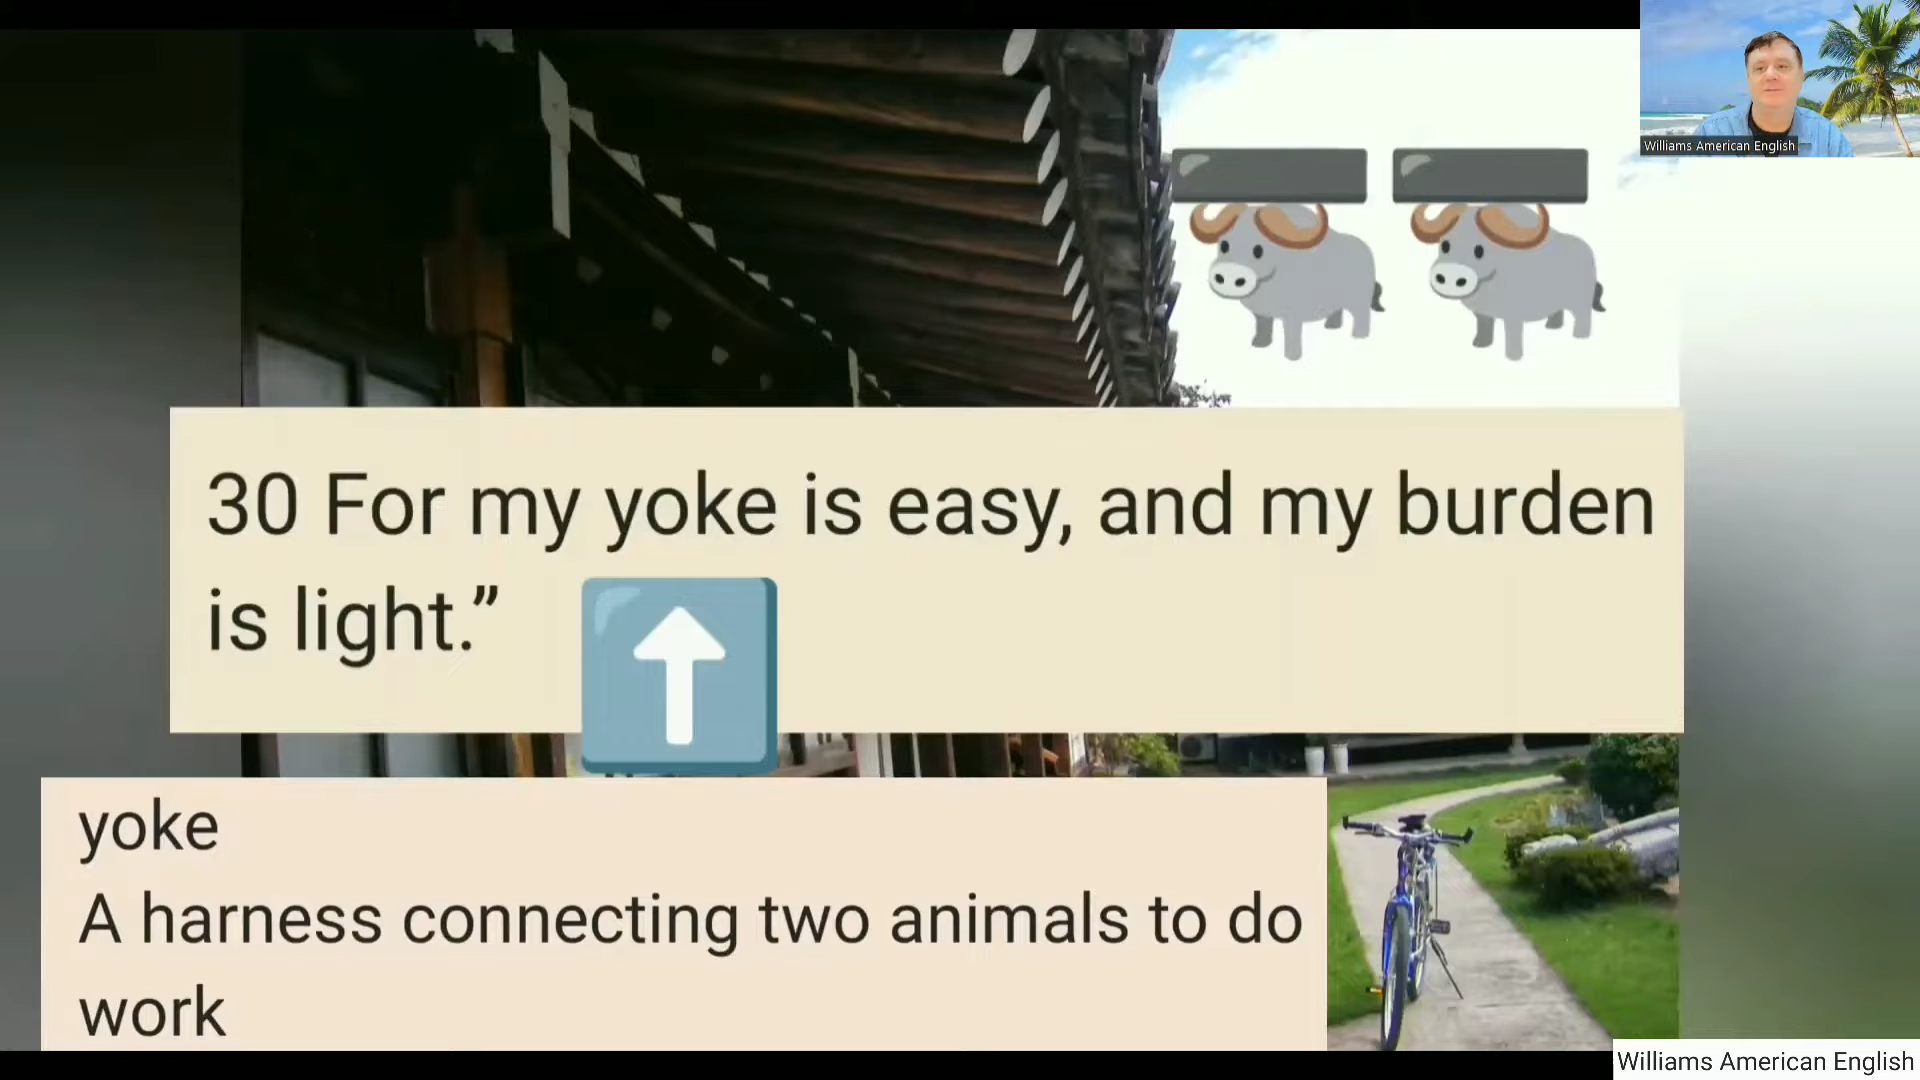 Williams American English
30 For my yoke is easy, and my burden
is light.”
yoke
A harness connecting two animals to do
work
Williams American English